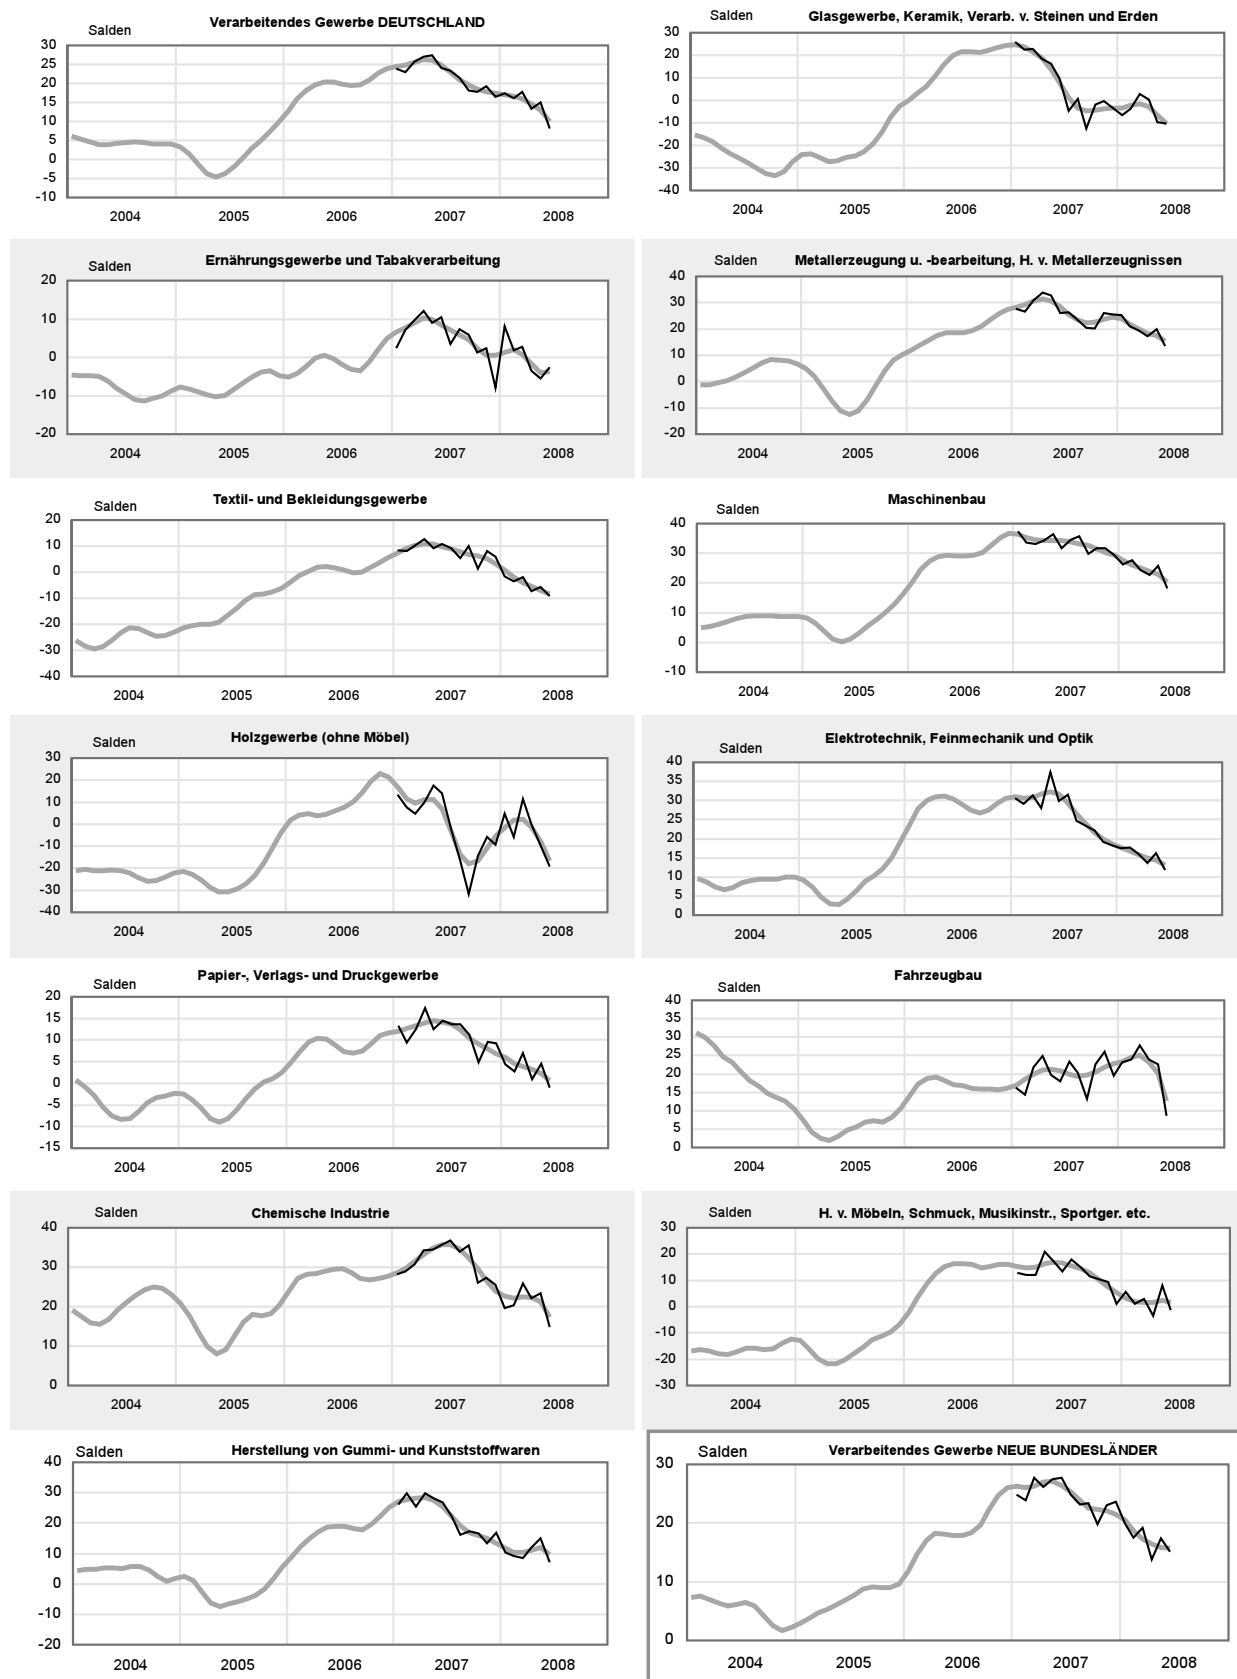 Salden
Verarbeitendes Gewerbe DEUTSCHLAND
30
25
20
15
10
5
0
-5
-10
2004 2005 2006 2007 2008
Salden
Glasgewerbe, Keramik, Verarb. v. Steinen und Erden
30
20
10
0
-10
-20
-30
-40
2004 2005 2006 2007 2008
Salden
Ernährungsgewerbe und Tabakverarbeitung
20
10
0
-10
-20
2004 2005 2006 2007 2008
Salden
Metallerzeugung u. -bearbeitung, H. v. Metallerzeugnissen
40
30
20
10
0
-10
-20
2004 2005 2006 2007 2008
Salden
Textil- und Bekleidungsgewerbe
20
10
0
-10
-20
-30
-40
2004 2005 2006 2007 2008
Salden
Maschinenbau
40
30
20
10
0
-10
2004 2005 2006 2007 2008
Salden
Holzgewerbe (ohne Möbel)
30
20
10
0
-10
-20
-30
-40
2004 2005 2006 2007 2008
Salden
Elektrotechnik, Feinmechanik und Optik
40
35
30
25
20
15
10
5
0
2004 2005 2006 2007 2008
Salden
Papier-, Verlags- und Druckgewerbe
20
15
10
5
0
-5
-10
-15
2004 2005 2006 2007 2008
Salden
Fahrzeugbau
40
35
30
25
20
15
10
5
0
2004 2005 2006 2007 2008
Salden
Chemische Industrie
40
30
20
10
0
2004 2005 2006 2007 2008
Salden
H. v. Möbeln, Schmuck, Musikinstr., Sportger. etc.
30
20
10
0
-10
-20
-30
2004 2005 2006 2007 2008
Salden
Herstellung von Gummi- und Kunststoffwaren
40
30
20
10
0
-10
-20
2004 2005 2006 2007 2008
Salden
Verarbeitendes Gewerbe NEUE BUNDESLÄNDER
30
20
10
0
2004 2005 2006 2007 2008